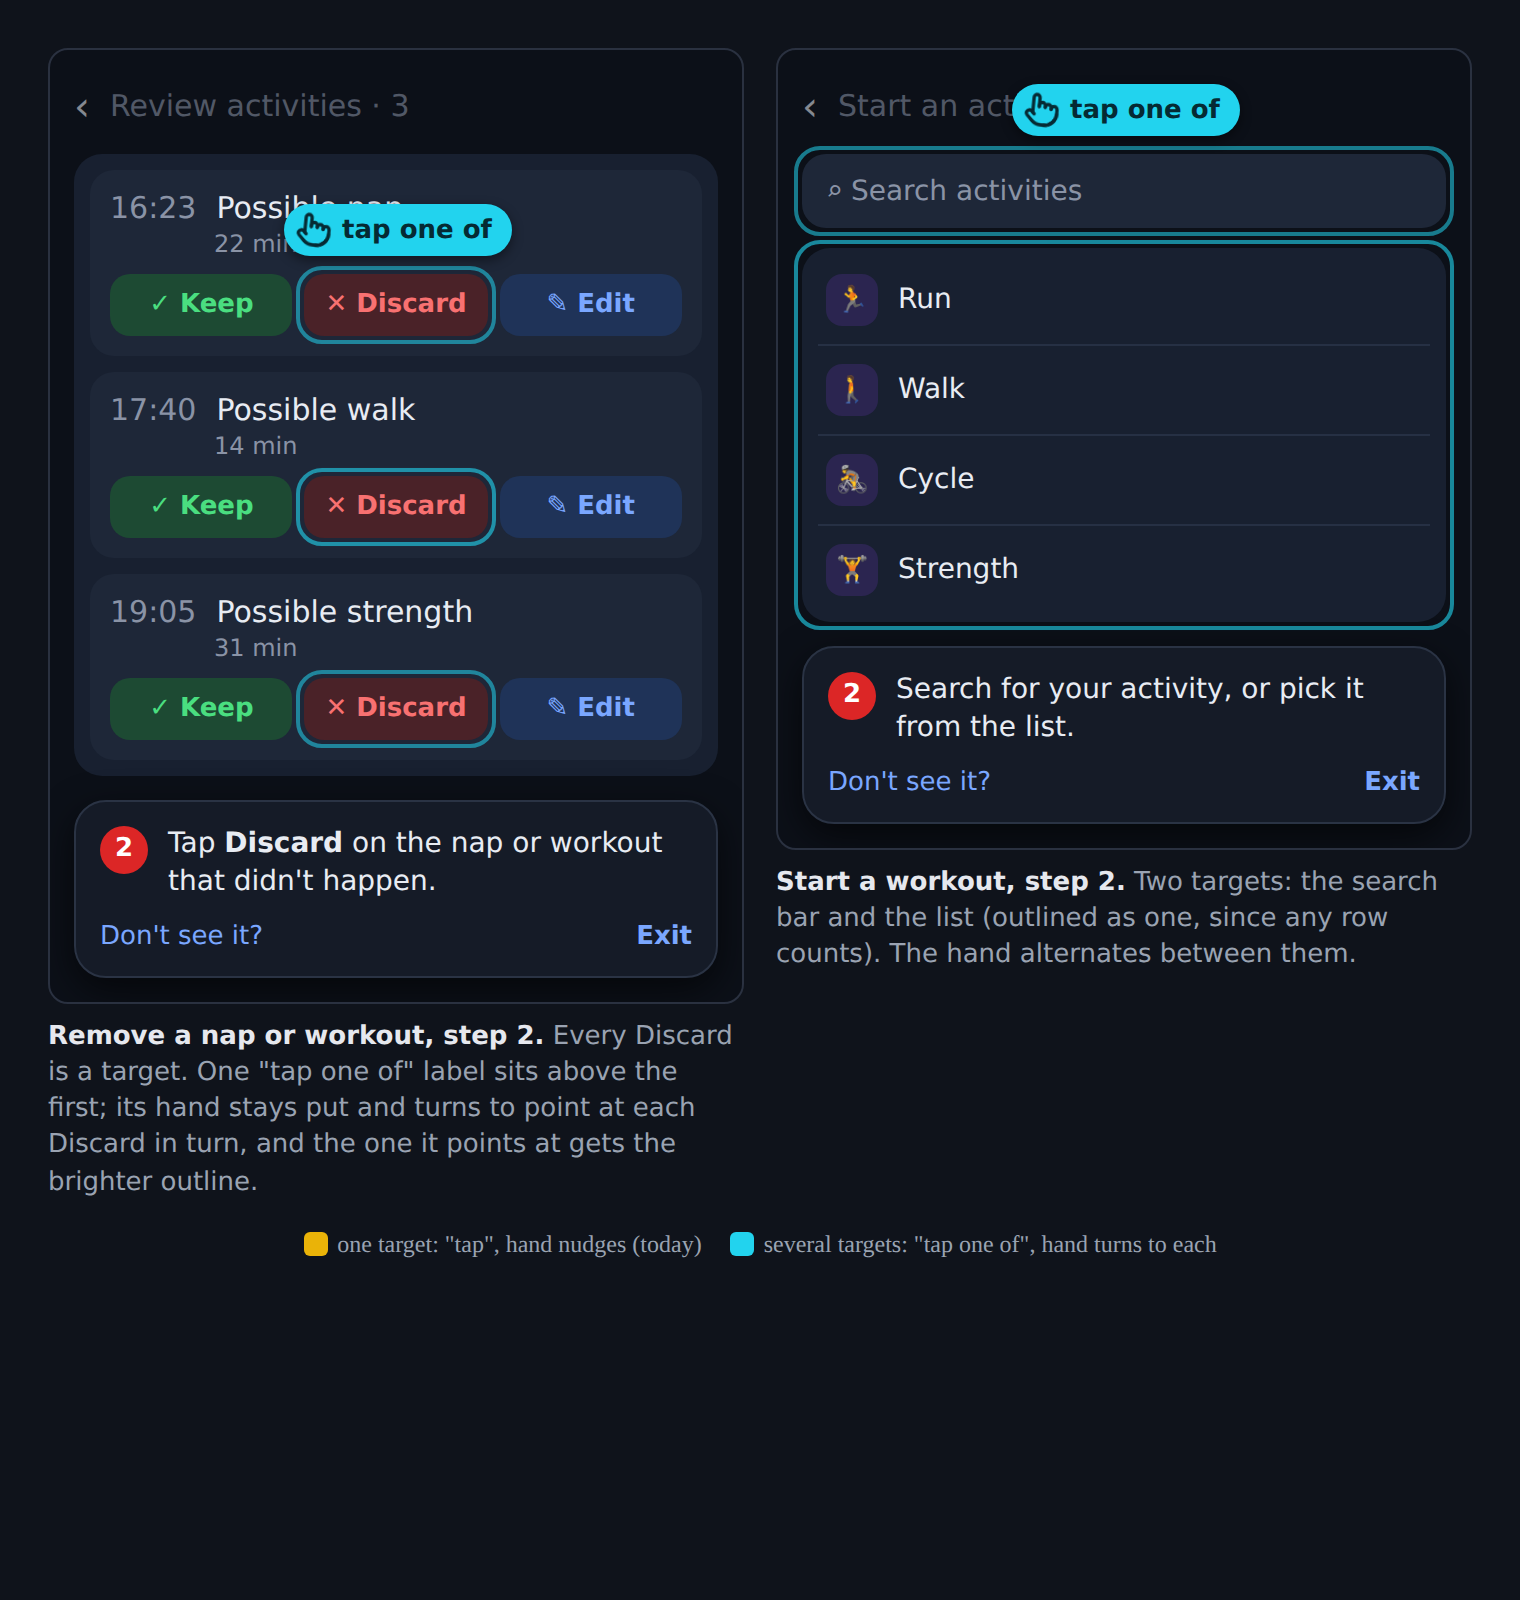 ‹ Review activities · 3
16:23 Possible nap
22 min
tap one of
✓ Keep ✕ Discard ✎ Edit
17:40 Possible walk
14 min
✓ Keep ✕ Discard ✎ Edit
19:05 Possible strength
31 min
✓ Keep ✕ Discard ✎ Edit
2 Tap Discard on the nap or workout
that didn't happen.
Don't see it? Exit
Remove a nap or workout, step 2. Every Discard
is a target. One "tap one of" label sits above the
first; its hand stays put and turns to point at each
Discard in turn, and the one it points at gets the
brighter outline.
‹ Start an act
tap one of
⌕ Search activities
Run
Walk
Cycle
Strength
2 Search for your activity, or pick it
from the list.
Don't see it? Exit
Start a workout, step 2. Two targets: the search
bar and the list (outlined as one, since any row
counts). The hand alternates between them.
one target: "tap", hand nudges (today) several targets: "tap one of", hand turns to each